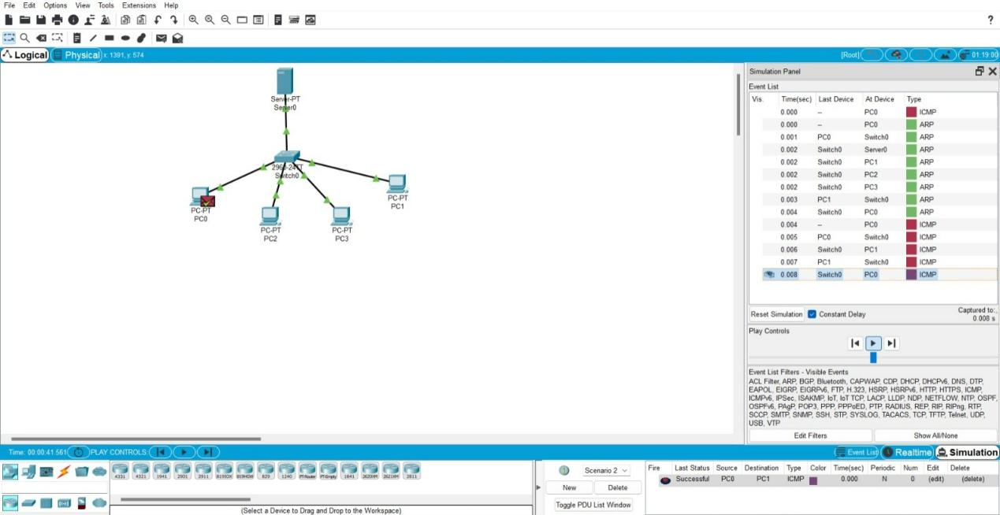 File Edit Options View Tools Extensions Help
?
Logical Physical x: 1391, y: 574 [Root] 01:19:00
Server-PT
Server0
2960-24TT
Switch0
PC-PT
PC0
PC-PT
PC2
PC-PT
PC3
PC-PT
PC1
Simulation Panel
Event List
Vis. Time(sec) Last Device At Device Type
0.000 -- PC0 ICMP
0.000 -- PC0 ARP
0.001 PC0 Switch0 ARP
0.002 Switch0 Server0 ARP
0.002 Switch0 PC1 ARP
0.002 Switch0 PC2 ARP
0.002 Switch0 PC3 ARP
0.003 PC1 Switch0 ARP
0.004 Switch0 PC0 ARP
0.004 -- PC0 ICMP
0.005 PC0 Switch0 ICMP
0.006 Switch0 PC1 ICMP
0.007 PC1 Switch0 ICMP
0.008 Switch0 PC0 ICMP
Reset Simulation Constant Delay Captured to:
0.008 s
Play Controls
Event List Filters - Visible Events
ACL Filter, ARP, BGP, Bluetooth, CAPWAP, CDP, DHCP, DHCPv6, DNS, DTP,
EAPOL, EIGRP, EIGRPv6, FTP, H.323, HSRP, HSRPv6, HTTP, HTTPS, ICMP,
ICMPv6, IPSec, ISAKMP, IoT, IoT TCP, LACP, LLDP, NDP, NETFLOW, NTP, OSPF,
OSPFv6, PAgP, POP3, PPP, PPPoED, PTP, RADIUS, REP, RIP, RIPng, RTP,
SCCP, SMTP, SNMP, SSH, STP, SYSLOG, TACACS, TCP, TFTP, Telnet, UDP,
USB, VTP
Edit Filters Show All/None
Time: 00:00:41.561 PLAY CONTROLS: Event List Realtime Simulation
4331 4321 1941 2901 2911 819IOX 819HGW 829 1240 PT-Router PT-Empty 1841 2620XM 2621XM 2811
(Select a Device to Drag and Drop to the Workspace)
Scenario 2
New Delete
Toggle PDU List Window
Fire Last Status Source Destination Type Color Time(sec) Periodic Num Edit Delete
Successful PC0 PC1 ICMP 0.000 N 0 (edit) (delete)